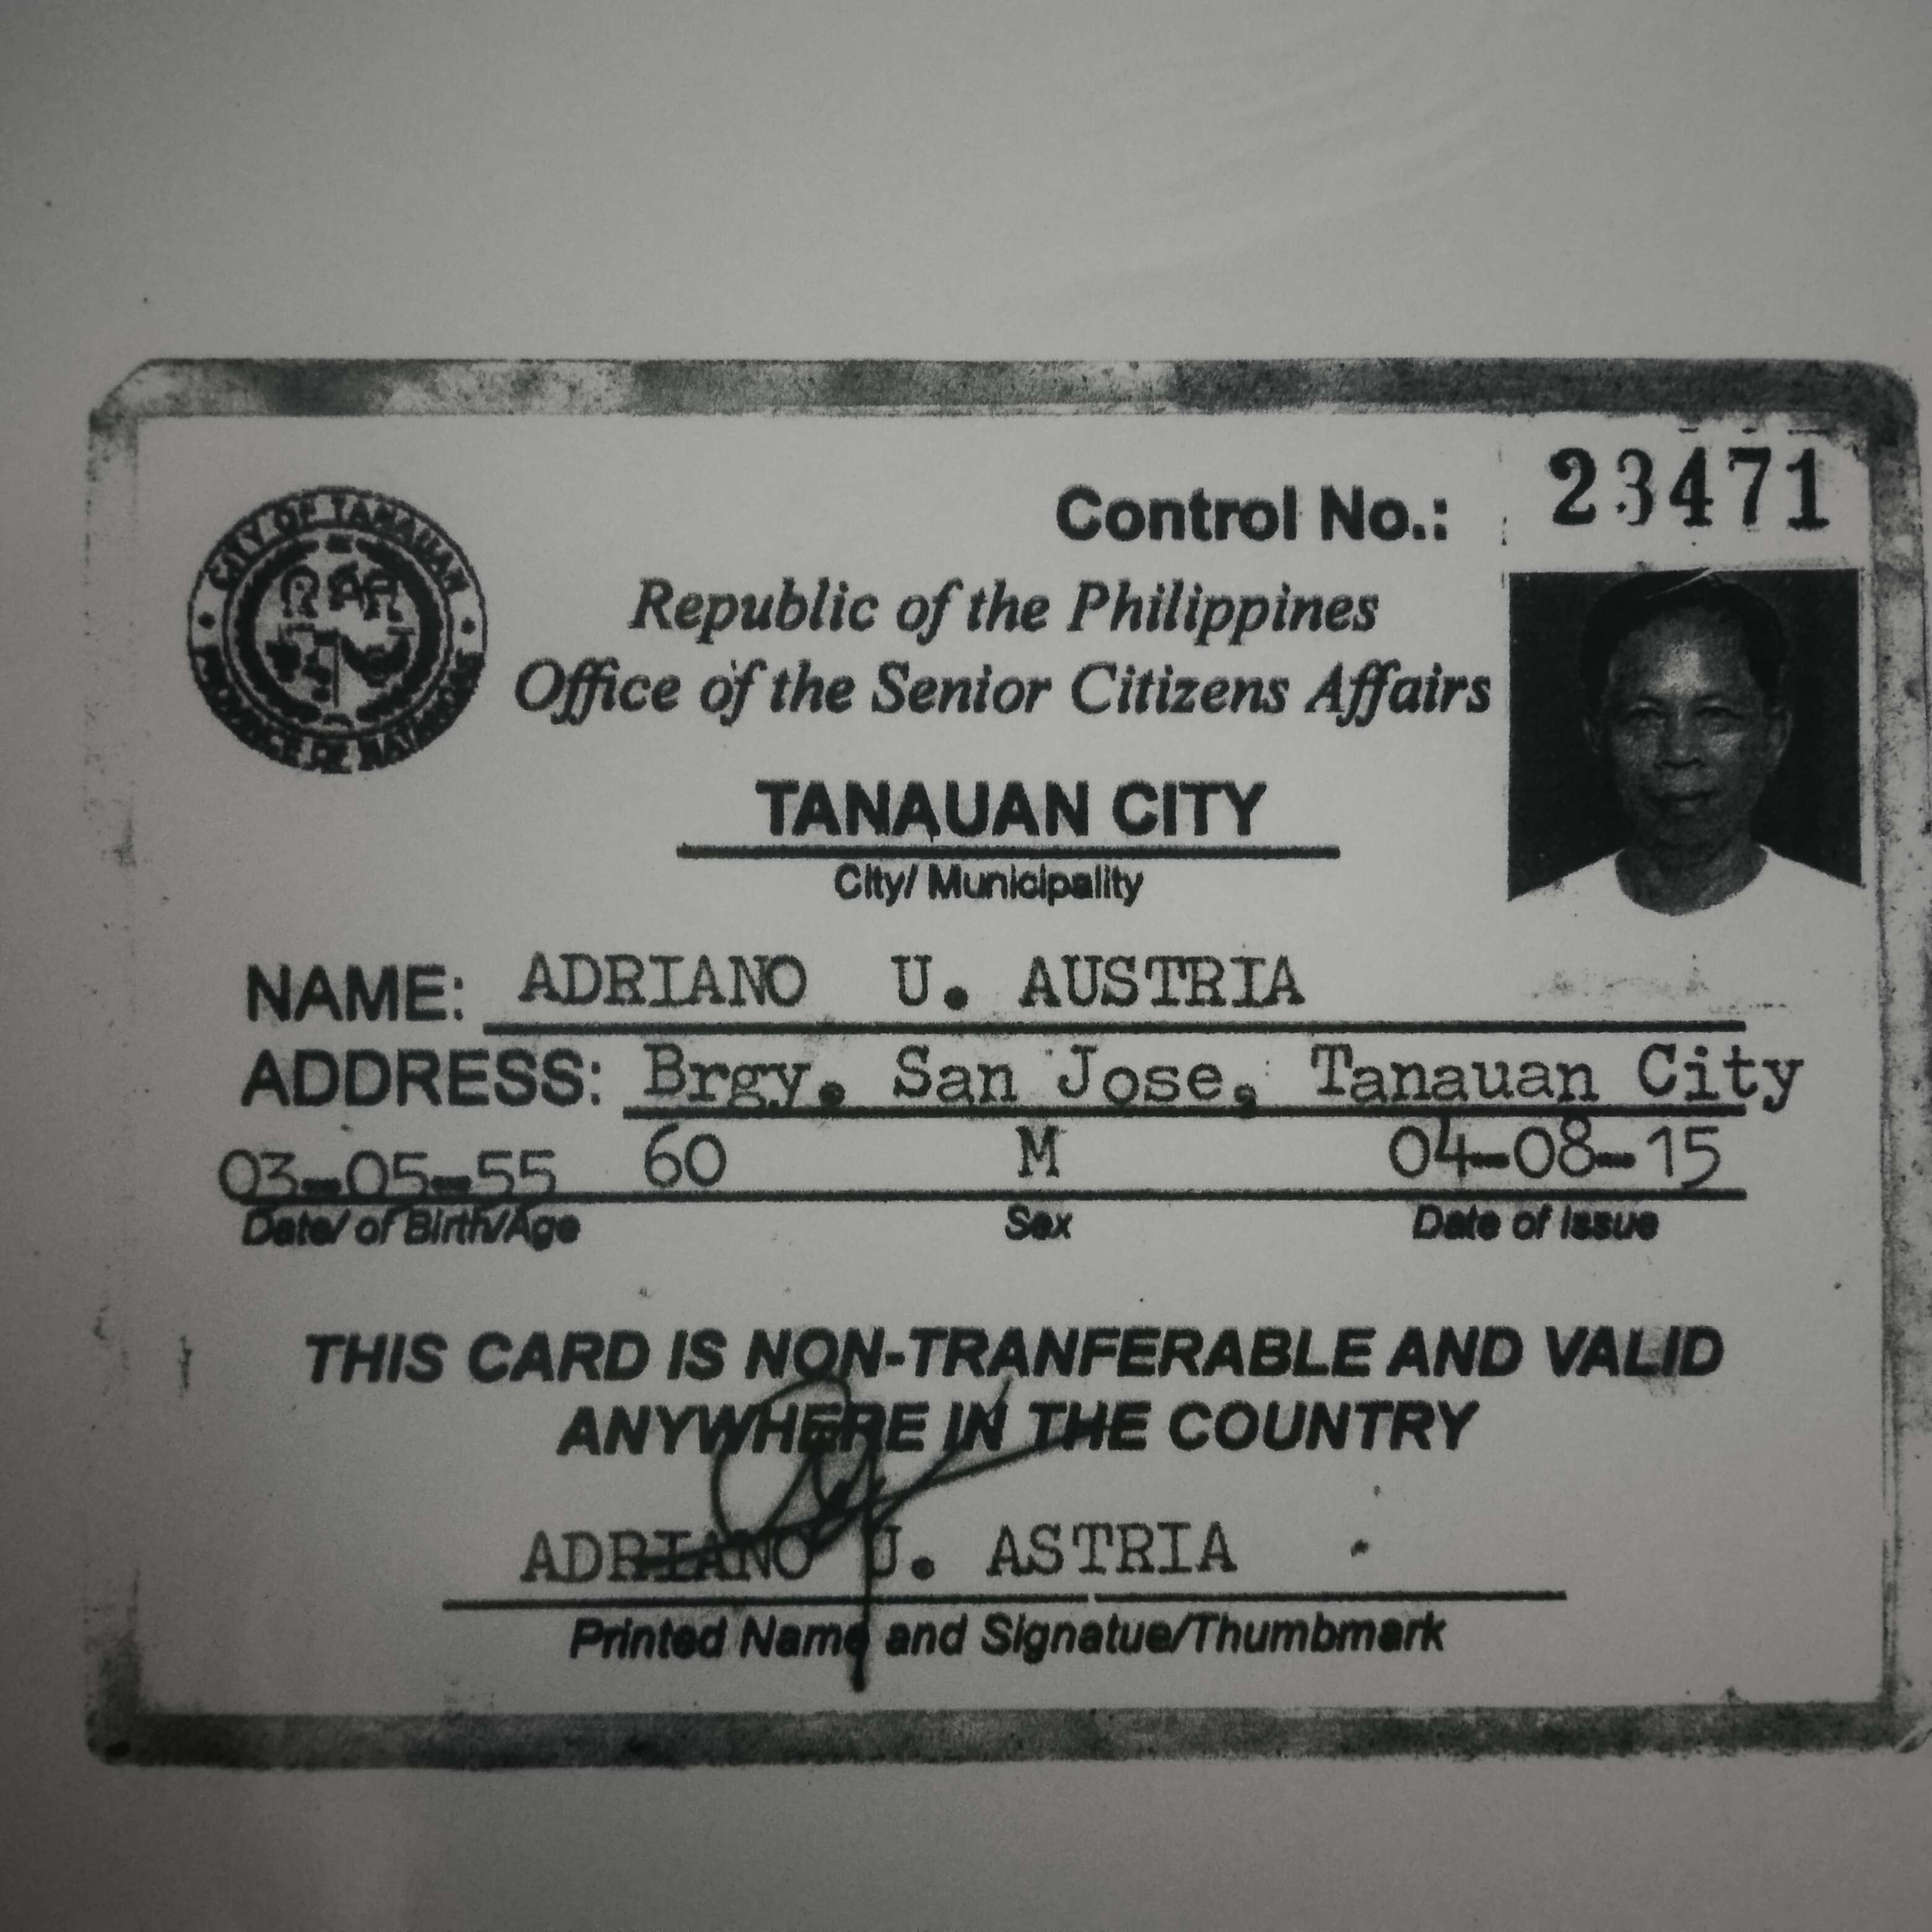 23471
Control No.:
CITY OF TANAUAN
Republic of the Philippines
Office of the Senior Citizens Affairs
TANAUAN CITY
City/ Municipality
NAME: ADRIANO U. AUSTRIA
ADDRESS: Brgy. San Jose, Tanauan City
03-05-55 60 M 04-08-15
Date/ of Birth/Age Sex Date of Issue
THIS CARD IS NON-TRANFERABLE AND VALID
ANYWHERE IN THE COUNTRY
ADRIANO U. ASTRIA
Printed Name and Signatue/Thumbmark